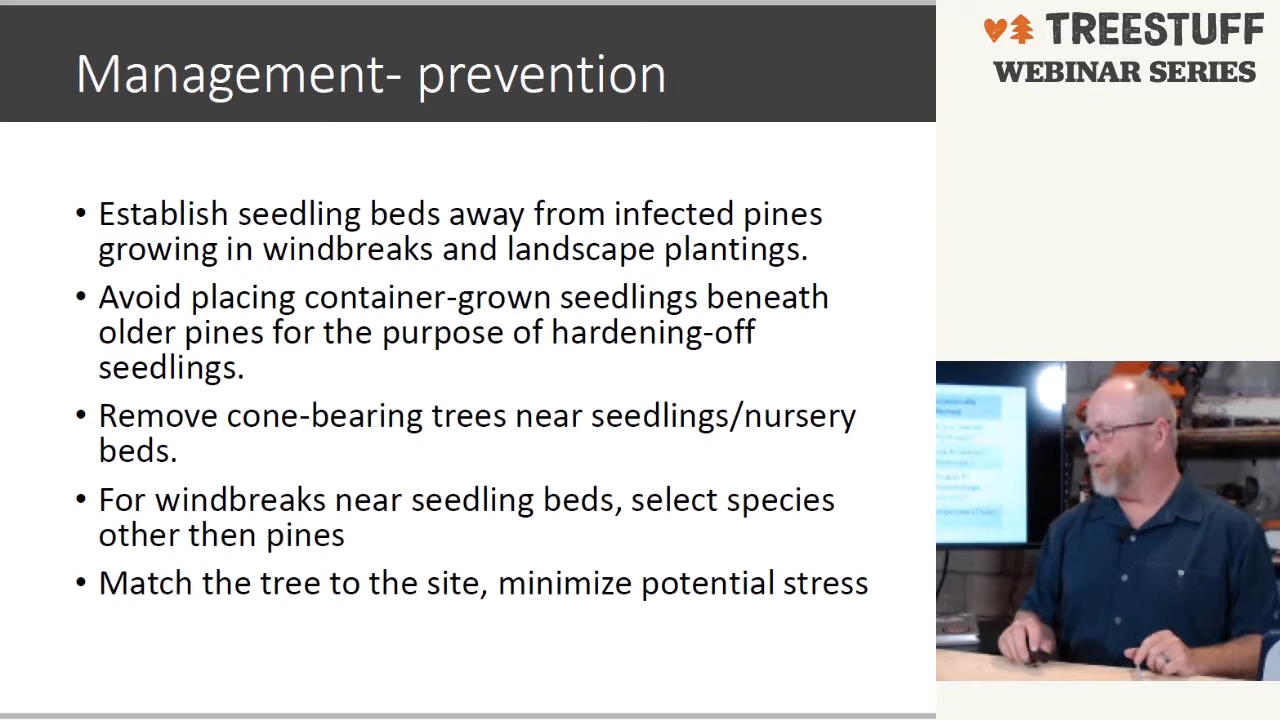 Management- prevention
• Establish seedling beds away from infected pines
growing in windbreaks and landscape plantings.
• Avoid placing container-grown seedlings beneath
older pines for the purpose of hardening-off
seedlings.
• Remove cone-bearing trees near seedlings/nursery
beds.
• For windbreaks near seedling beds, select species
other then pines
• Match the tree to the site, minimize potential stress
TREESTUFF
WEBINAR SERIES